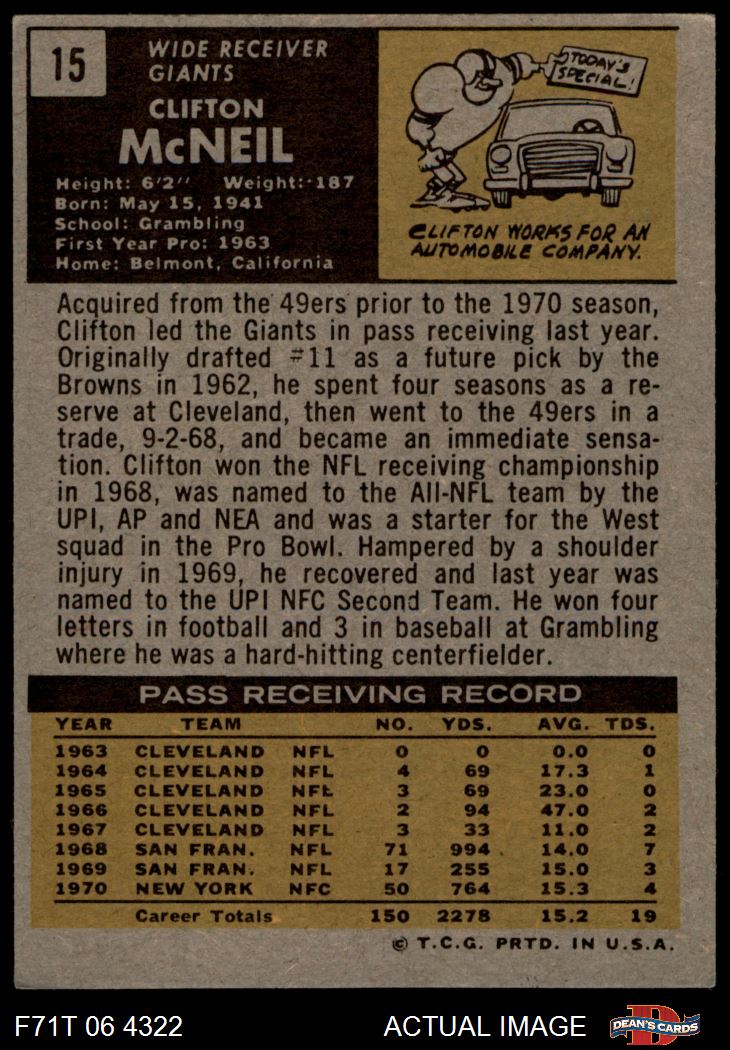 15
WIDE RECEIVER
GIANTS
CLIFTON
McNEIL
Height: 6'2" Weight: 187
Born: May 15, 1941
School: Grambling
First Year Pro: 1963
Home: Belmont, California
TODAY'S
SPECIAL!
CLIFTON WORKS FOR AN
AUTOMOBILE COMPANY.
Acquired from the 49ers prior to the 1970 season,
Clifton led the Giants in pass receiving last year.
Originally drafted #11 as a future pick by the
Browns in 1962, he spent four seasons as a re-
serve at Cleveland, then went to the 49ers in a
trade, 9-2-68, and became an immediate sensa-
tion. Clifton won the NFL receiving championship
in 1968, was named to the All-NFL team by the
UPI, AP and NEA and was a starter for the West
squad in the Pro Bowl. Hampered by a shoulder
injury in 1969, he recovered and last year was
named to the UPI NFC Second Team. He won four
letters in football and 3 in baseball at Grambling
where he was a hard-hitting centerfielder.
PASS RECEIVING RECORD
YEAR TEAM NO. YDS. AVG. TDS.
1963 CLEVELAND NFL 0 0 0.0 0
1964 CLEVELAND NFL 4 69 17.3 1
1965 CLEVELAND NFL 3 69 23.0 0
1966 CLEVELAND NFL 2 94 47.0 2
1967 CLEVELAND NFL 3 33 11.0 2
1968 SAN FRAN. NFL 71 994 14.0 7
1969 SAN FRAN. NFL 17 255 15.0 3
1970 NEW YORK NFC 50 764 15.3 4
Career Totals 150 2278 15.2 19
© T.C.G. PRTD. IN U.S.A.
F71T 06 4322 ACTUAL IMAGE
D
DEAN'S CARDS